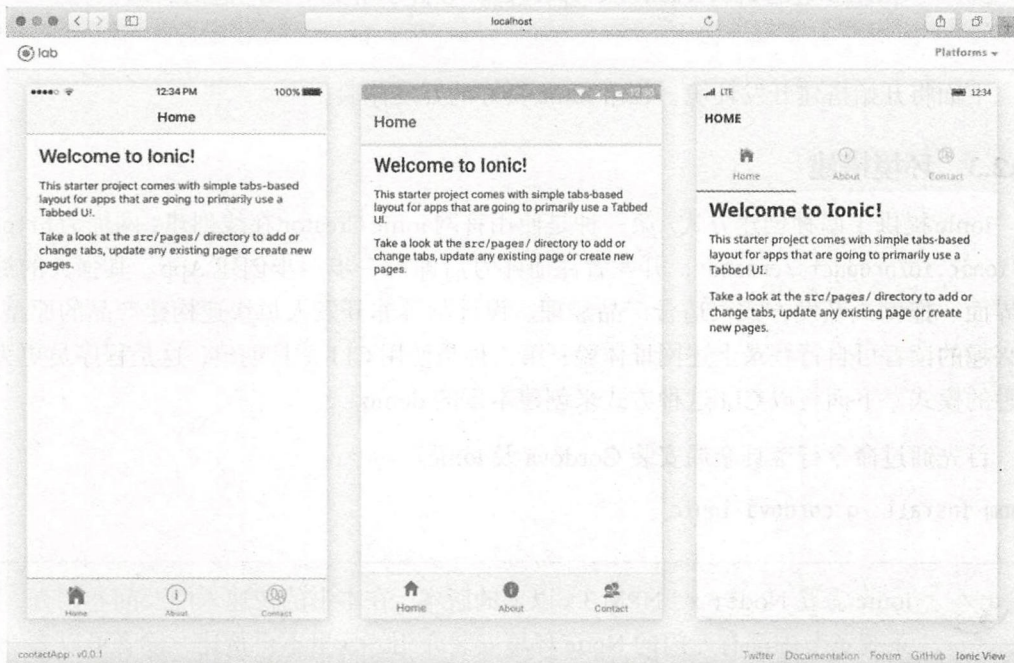 localhost
lab
Platforms
12:34 PM
100%
Home
Welcome to Ionic!
This starter project comes with simple tabs-based
layout for apps that are going to primarily use a
Tabbed UI.
Take a look at the src/pages/ directory to add or
change tabs, update any existing page or create new
pages.
Home
About
Contact
12:30
Home
Welcome to Ionic!
This starter project comes with simple tabs-based
layout for apps that are going to primarily use a Tabbed
UI.
Take a look at the src/pages/ directory to add or
change tabs, update any existing page or create new
pages.
Home
About
Contact
LTE
1234
HOME
Home
About
Contact
Welcome to Ionic!
This starter project comes with simple tabs-based
layout for apps that are going to primarily use a
Tabbed UI.
Take a look at the src/pages/ directory to add or
change tabs, update any existing page or create
new pages.
contactApp - v0.0.1
Twitter Documentation Forum GitHub Ionic View